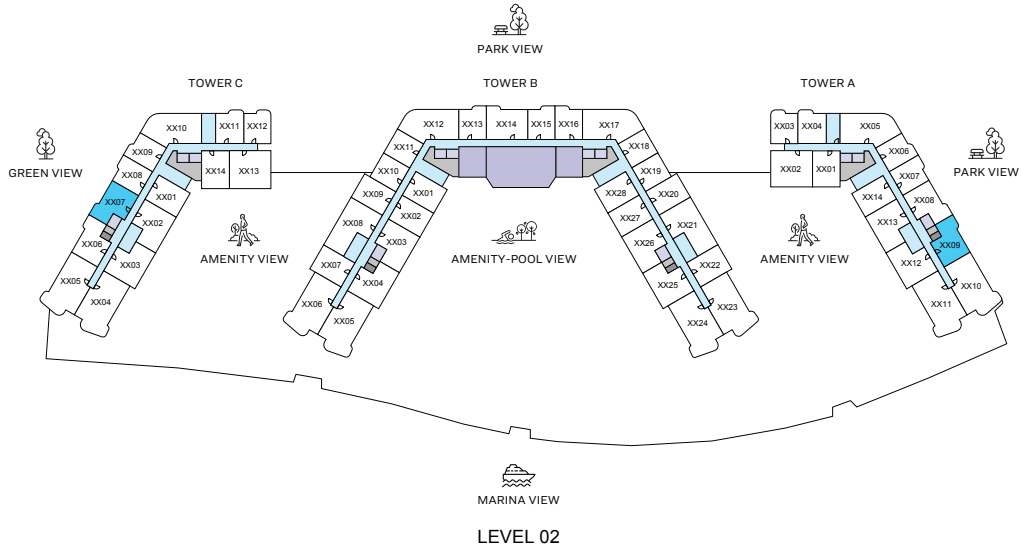 PARK VIEW
TOWER C
TOWER B
TOWER A
GREEN VIEW
PARK VIEW
XX10
XX11
XX12
XX09
XX08
XX07
XX06
XX05
XX04
XX03
XX02
XX01
XX14
XX13
XX12
XX13
XX14
XX15
XX16
XX17
XX11
XX10
XX09
XX08
XX07
XX06
XX05
XX04
XX03
XX02
XX01
XX18
XX19
XX20
XX21
XX22
XX23
XX24
XX25
XX26
XX27
XX28
XX03
XX04
XX05
XX02
XX01
XX06
XX07
XX08
XX09
XX10
XX11
XX12
XX13
XX14
AMENITY VIEW
AMENITY-POOL VIEW
AMENITY VIEW
MARINA VIEW
LEVEL 02